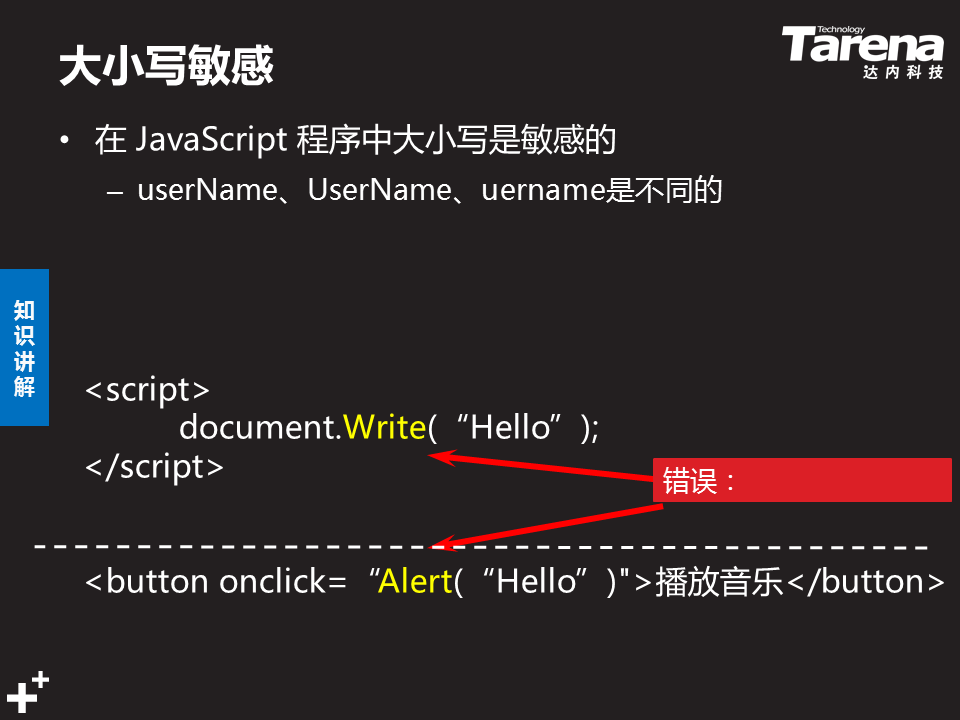 大小写敏感
Technology
Tarena
达内科技
• 在 JavaScript 程序中大小写是敏感的
– userName、UserName、uername是不同的
知识讲解
<script>
document.Write(“Hello”);
</script>
错误：
<button onclick=“Alert(“Hello”)">播放音乐</button>